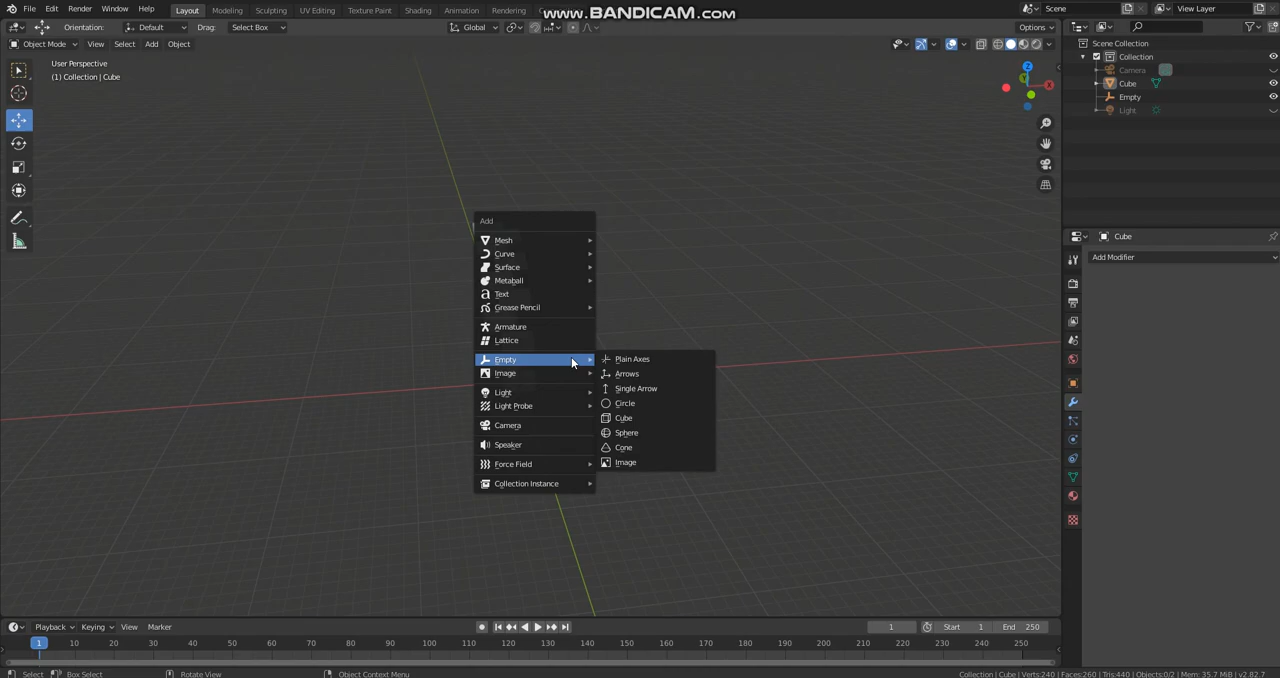 www.BANDICAM.com
File Edit Render Window Help Layout Modeling Sculpting UV Editing Texture Paint Shading Animation Rendering Scene View Layer
Orientation: Default Drag: Select Box Global Options
Object Mode View Select Add Object
User Perspective
(1) Collection | Cube
Z
Y
X
Add
Mesh
Curve
Surface
Metaball
Text
Grease Pencil
Armature
Lattice
Empty
Image
Light
Light Probe
Camera
Speaker
Force Field
Collection Instance
Plain Axes
Arrows
Single Arrow
Circle
Cube
Sphere
Cone
Image
Scene Collection
Collection
Camera
Cube
Empty
Light
Cube
Add Modifier
Playback Keying View Marker 1 Start 1 End 250
1 10 20 30 40 50 60 70 80 90 100 110 120 130 140 150 160 170 180 190 200 210 220 230 240 250
Select Box Select Rotate View Object Context Menu Collection | Cube | Verts:240 | Faces:260 | Tris:440 | Objects:0/2 | Mem: 35.7 MiB | v2.82.7